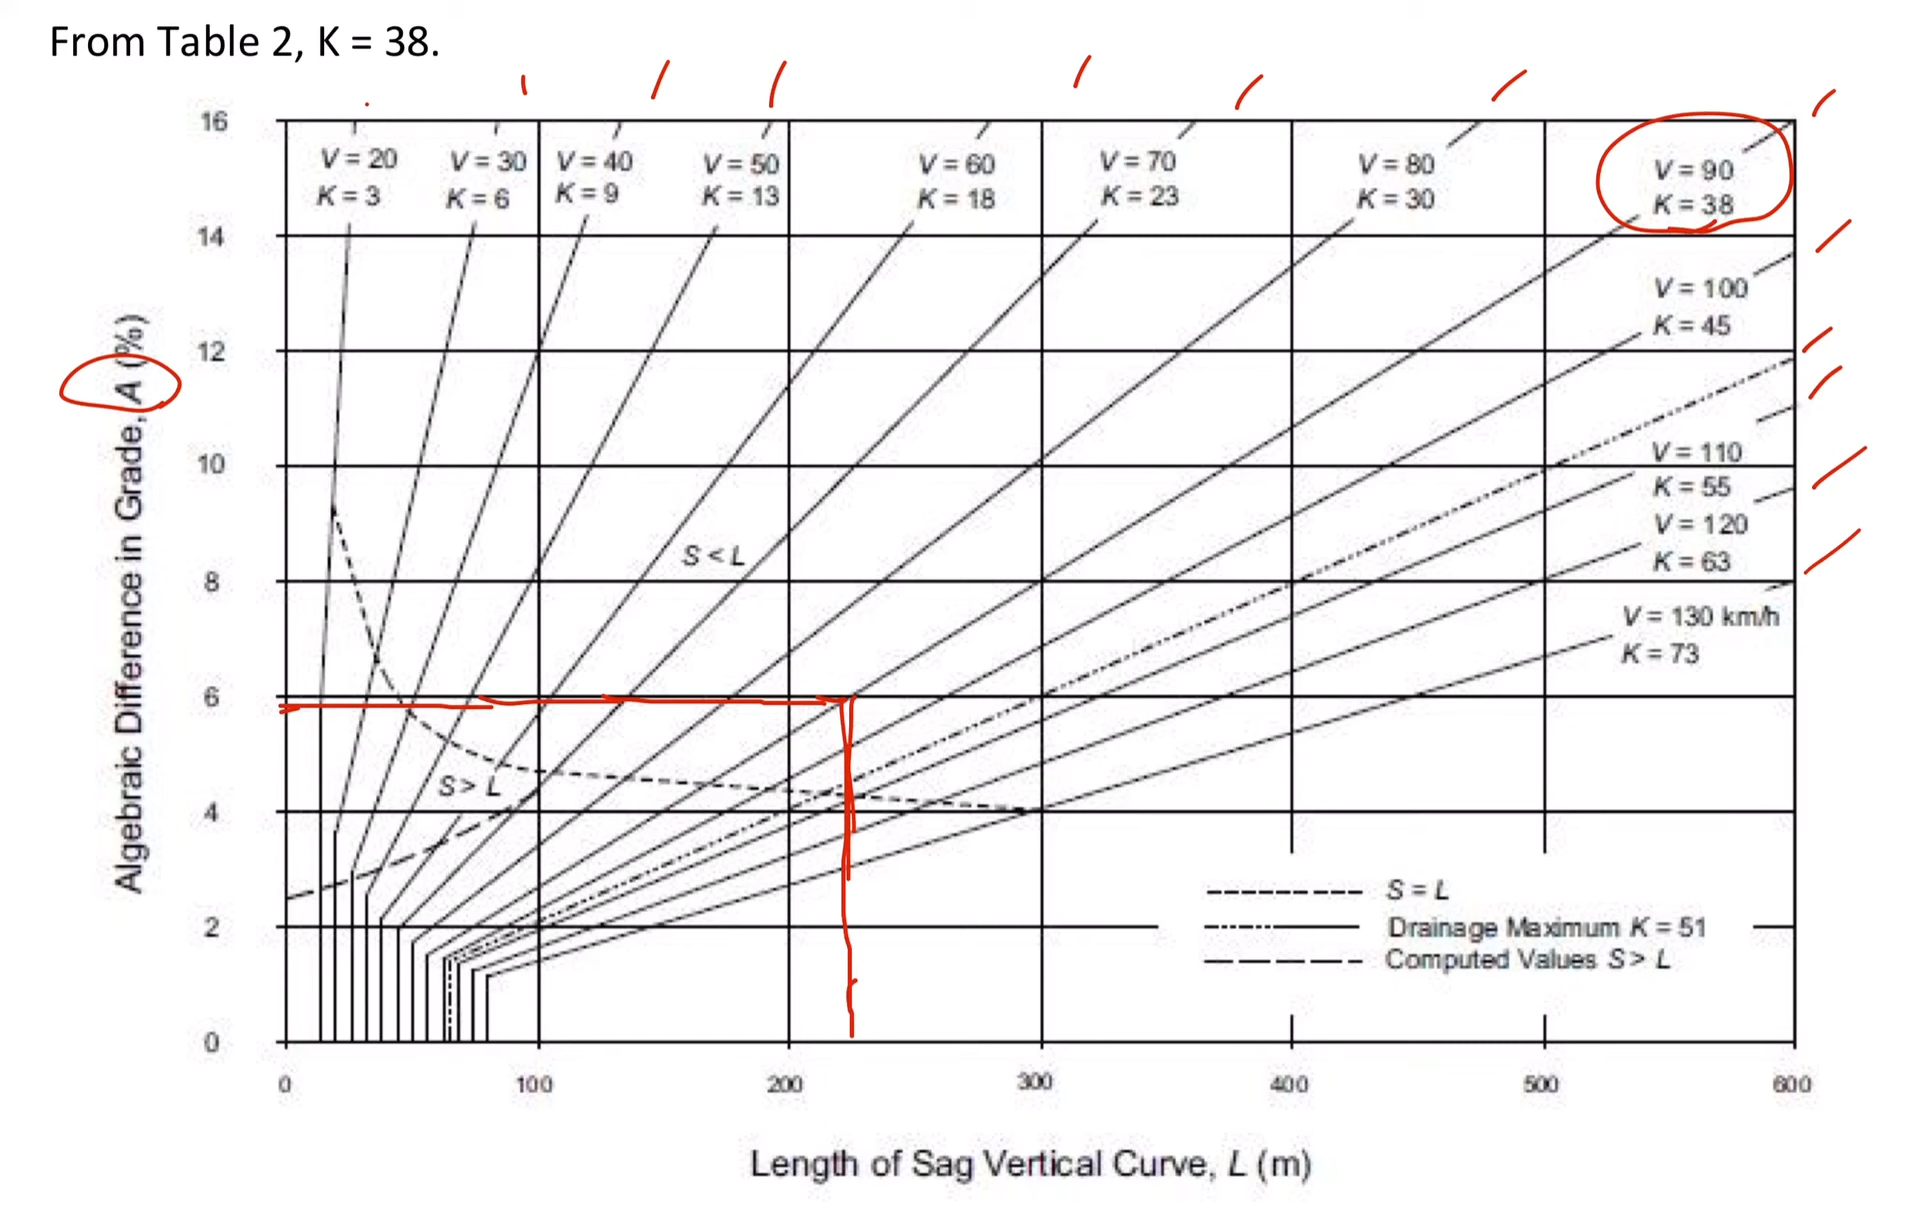 From Table 2, K = 38.
16
V = 20
K = 3
V = 30
K = 6
V = 40
K = 9
V = 50
K = 13
V = 60
K = 18
V = 70
K = 23
V = 80
K = 30
V = 90
K = 38
14
V = 100
K = 45
12
10
V = 110
K = 55
V = 120
K = 63
S < L
8
V = 130 km/h
K = 73
6
S > L
4
S = L
2
Drainage Maximum K = 51
Computed Values S > L
0
Algebraic Difference in Grade, A (%)
0 100 200 300 400 500 600
Length of Sag Vertical Curve, L (m)